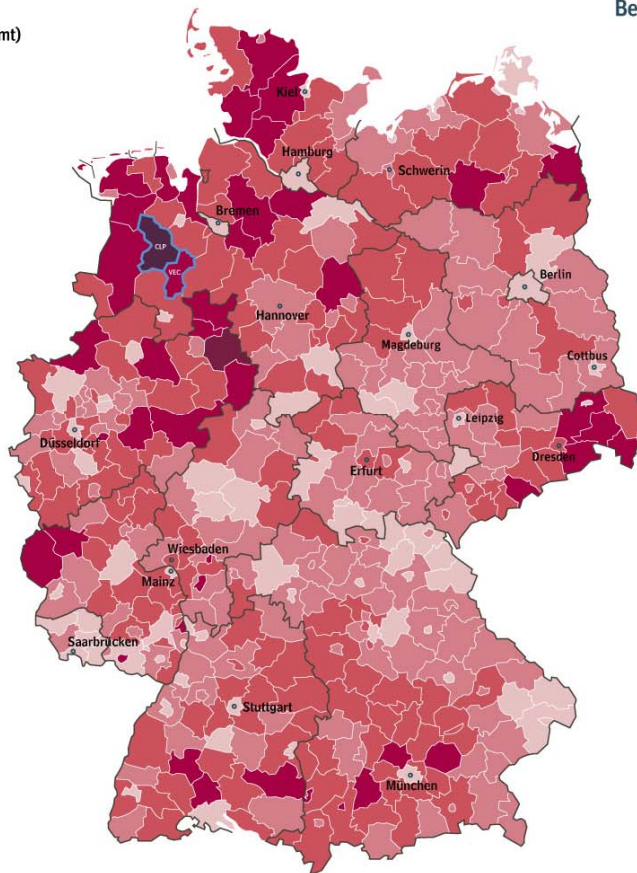 Be
mt)
Kiel
Hamburg
Schwerin
Bremen
CLP
VEC
Berlin
Hannover
Magdeburg
Cottbus
Leipzig
Düsseldorf
Dresden
Erfurt
Wiesbaden
Mainz
Saarbrücken
Stuttgart
München